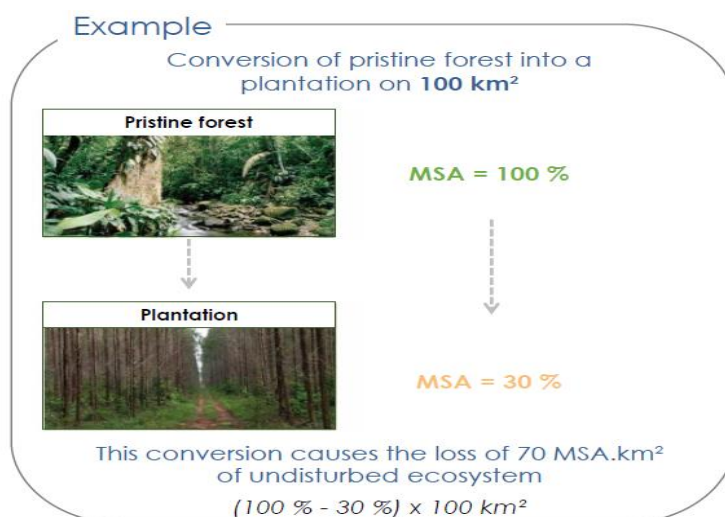 Example
Conversion of pristine forest into a
plantation on 100 km²
Pristine forest
MSA = 100 %
Plantation
MSA = 30 %
This conversion causes the loss of 70 MSA.km²
of undisturbed ecosystem
(100 % - 30 %) x 100 km²